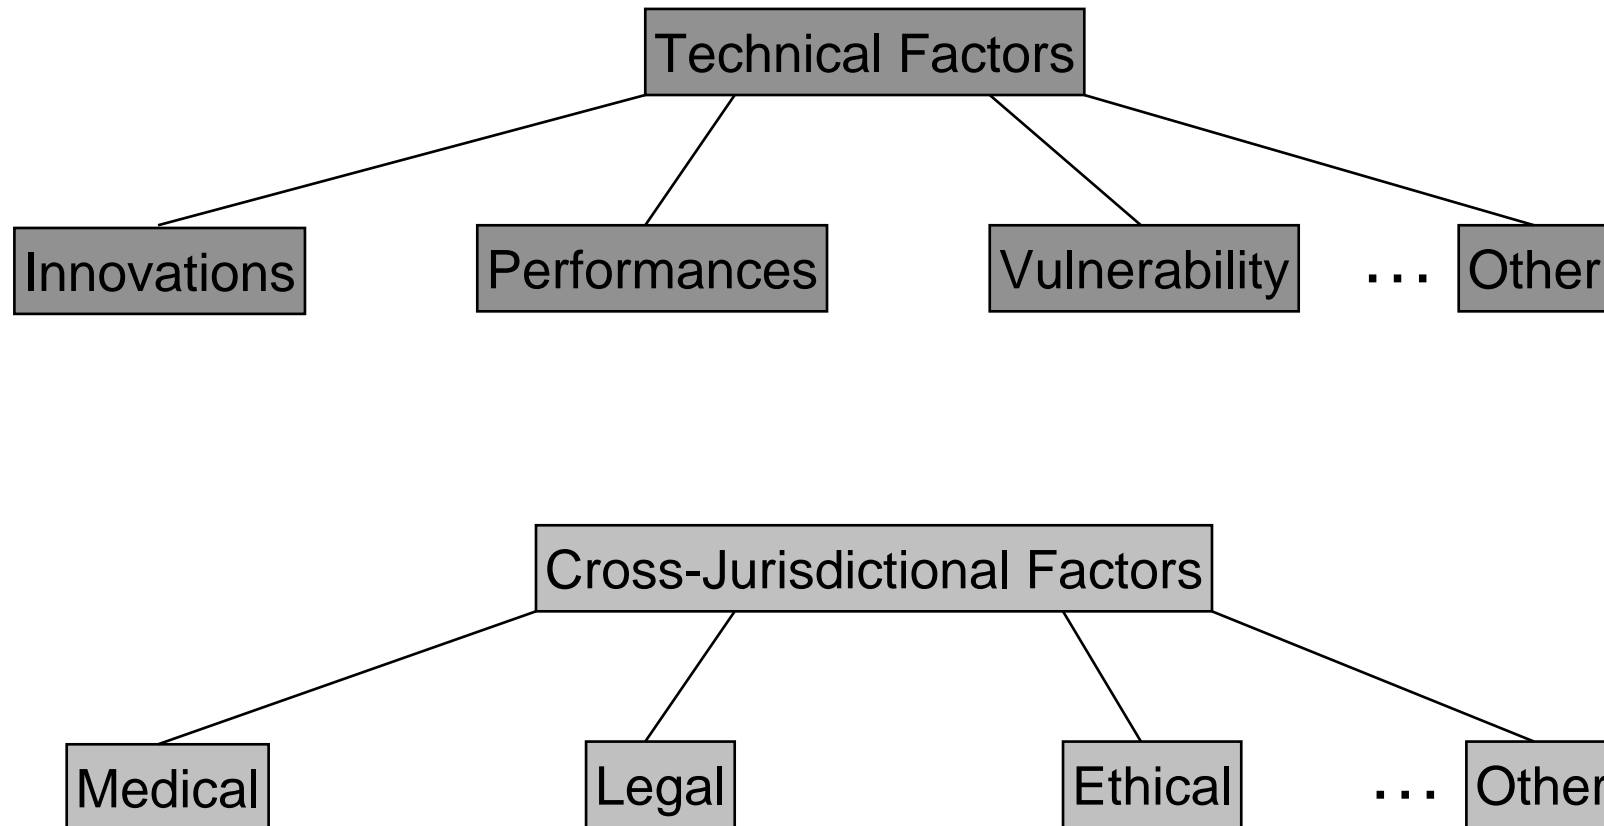 Technical Factors
Innovations Performances Vulnerability ... Other
Cross-Jurisdictional Factors
Medical Legal Ethical ... Other